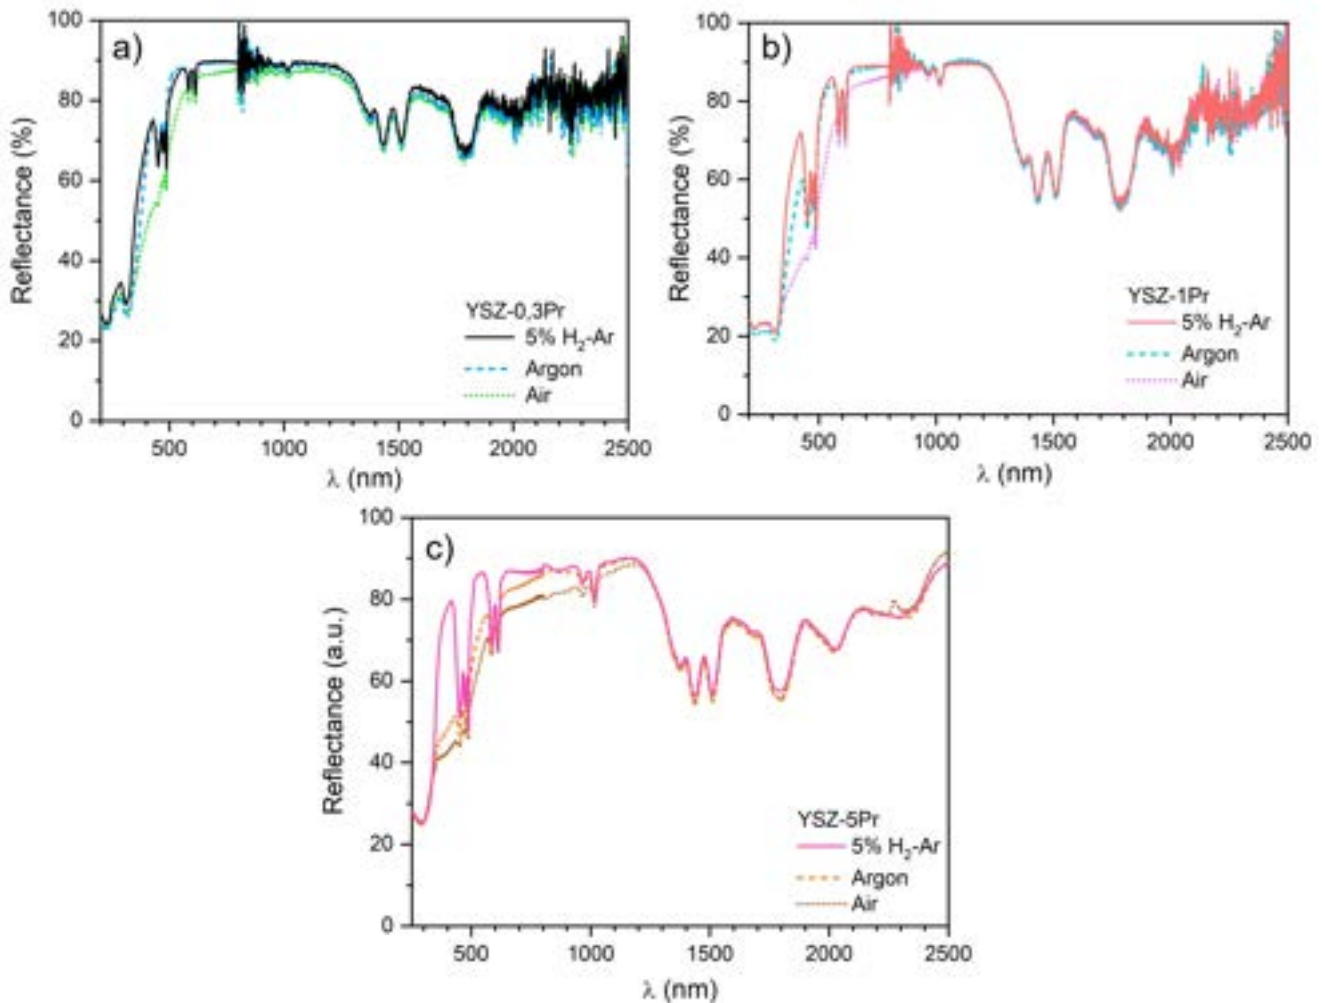 a)
100
80
60
40
20
0
Reflectance (%)
YSZ-0,3Pr
5% H2-Ar
Argon
Air
500
1000
1500
2000
2500
λ (nm)
b)
100
80
60
40
20
0
Reflectance (%)
YSZ-1Pr
5% H2-Ar
Argon
Air
500
1000
1500
2000
2500
λ (nm)
c)
100
80
60
40
20
0
Reflectance (a.u.)
YSZ-5Pr
5% H2-Ar
Argon
Air
500
1000
1500
2000
2500
λ (nm)